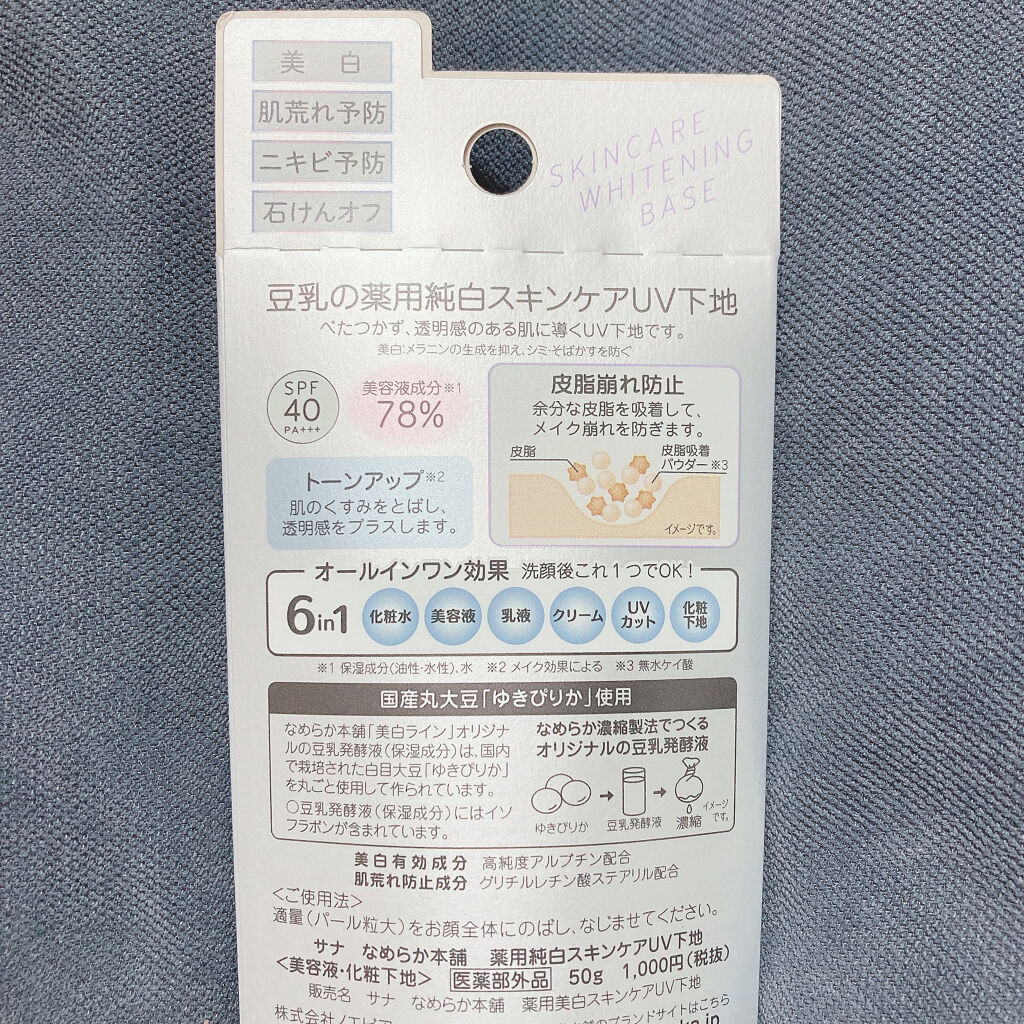 美 白
肌荒れ予防
ニキビ予防
石けんオフ
SKINCARE
WHITENING
BASE
豆乳の薬用純白スキンケアUV下地
べたつかず、透明感のある肌に導くUV下地です。
美白:メラニンの生成を抑え、シミ・そばかすを防ぐ
SPF
40
PA+++
美容液成分※1
78%
トーンアップ※2
肌のくすみをとばし、
透明感をプラスします。
皮脂崩れ防止
余分な皮脂を吸着して、
メイク崩れを防ぎます。
皮脂
皮脂吸着
パウダー※3
イメージです。
オールインワン効果 洗顔後これ1つでOK!
6in1 化粧水 美容液 乳液 クリーム UVカット 化粧下地
※1 保湿成分(油性・水性)、水 ※2 メイク効果による ※3 無水ケイ酸
国産丸大豆「ゆきぴりか」使用
なめらか本舗「美白ライン」オリジナ
ルの豆乳発酵液(保湿成分)は、国内
で栽培された白目大豆「ゆきぴりか」
を丸ごと使用して作られています。
○豆乳発酵液(保湿成分)にはイソ
フラボンが含まれています。
なめらか濃縮製法でつくる
オリジナルの豆乳発酵液
ゆきぴりか 豆乳発酵液 濃縮
イメージ
です。
美白有効成分 高純度アルブチン配合
肌荒れ防止成分 グリチルレチン酸ステアリル配合
<ご使用法>
適量(パール粒大)をお顔全体にのばし、なじませてください。
サナ なめらか本舗 薬用純白スキンケアUV下地
<美容液・化粧下地> 医薬部外品 50g 1,000円(税抜)
販売名 サナ なめらか本舗 薬用美白スキンケアUV下地
株式会社ノエビア
のブランドサイトはこちら